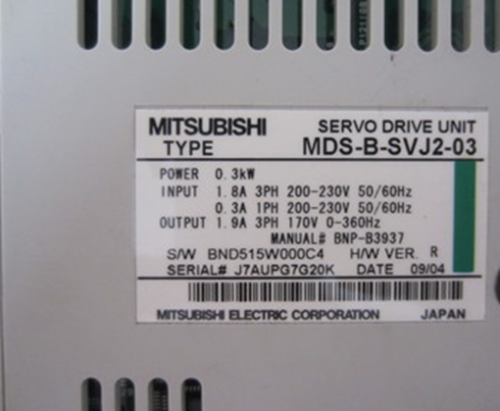 MITSUBISHI SERVO DRIVE UNIT
TYPE MDS-B-SVJ2-03
POWER 0.3kW
INPUT 1.8A 3PH 200-230V 50/60Hz
0.3A 1PH 200-230V 50/60Hz
OUTPUT 1.9A 3PH 170V 0-360Hz
MANUAL# BNP-B3937
S/W BND515W000C4 H/W VER. R
SERIAL# J7AUPG7G20K DATE 09/04
MITSUBISHI ELECTRIC CORPORATION JAPAN